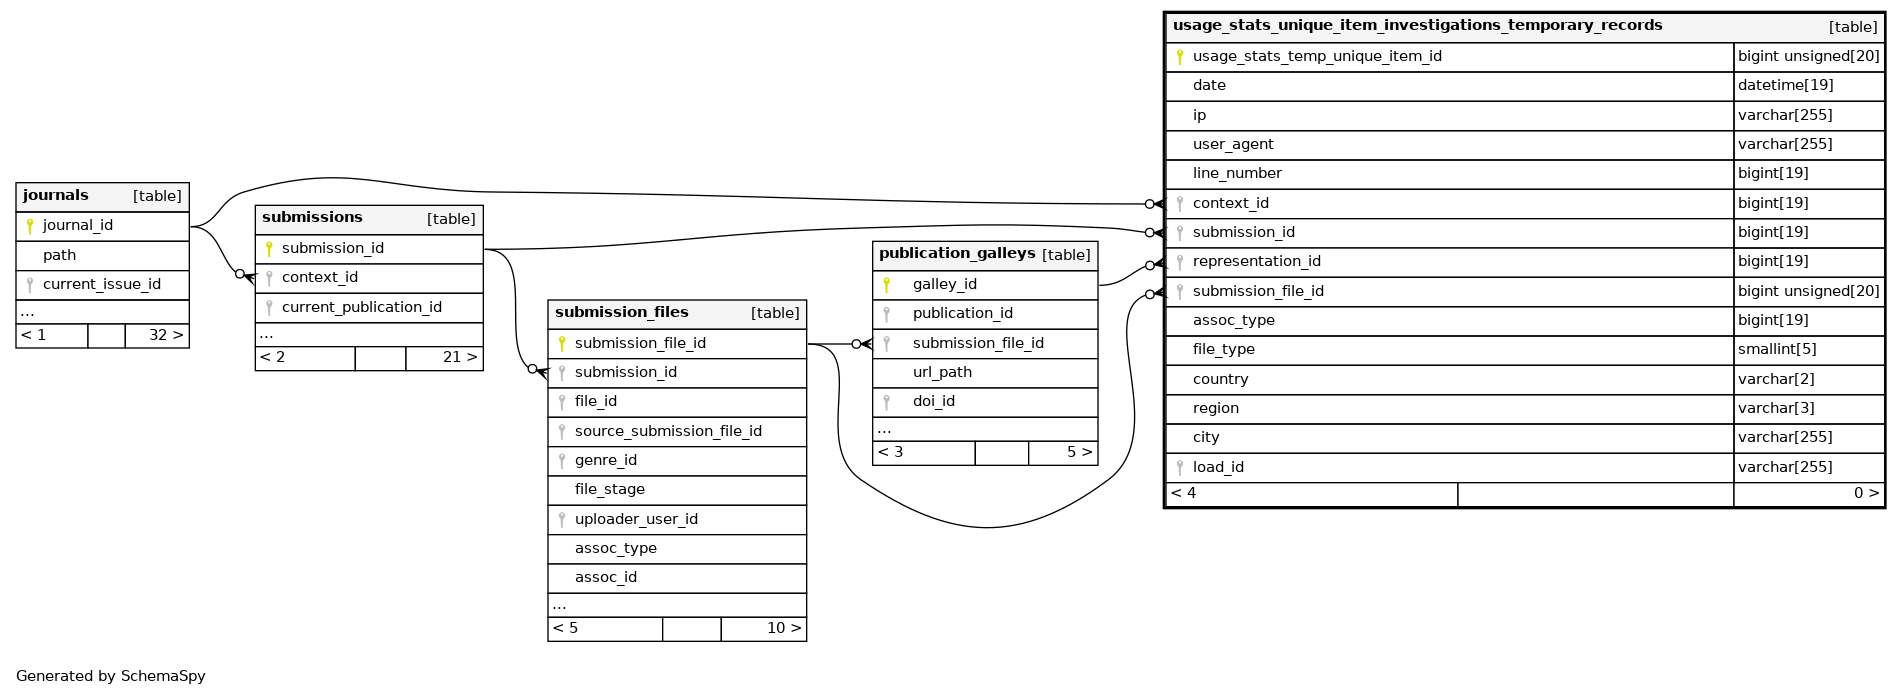 journals [table]
journal_id
path
current_issue_id
...
< 1 32 >
submissions [table]
submission_id
context_id
current_publication_id
...
< 2 21 >
submission_files [table]
submission_file_id
submission_id
file_id
source_submission_file_id
genre_id
file_stage
uploader_user_id
assoc_type
assoc_id
...
< 5 10 >
publication_galleys [table]
galley_id
publication_id
submission_file_id
url_path
doi_id
...
< 3 5 >
usage_stats_unique_item_investigations_temporary_records [table]
usage_stats_temp_unique_item_id bigint unsigned[20]
date datetime[19]
ip varchar[255]
user_agent varchar[255]
line_number bigint[19]
context_id bigint[19]
submission_id bigint[19]
representation_id bigint[19]
submission_file_id bigint unsigned[20]
assoc_type bigint[19]
file_type smallint[5]
country varchar[2]
region varchar[3]
city varchar[255]
load_id varchar[255]
< 4 0 >
Generated by SchemaSpy